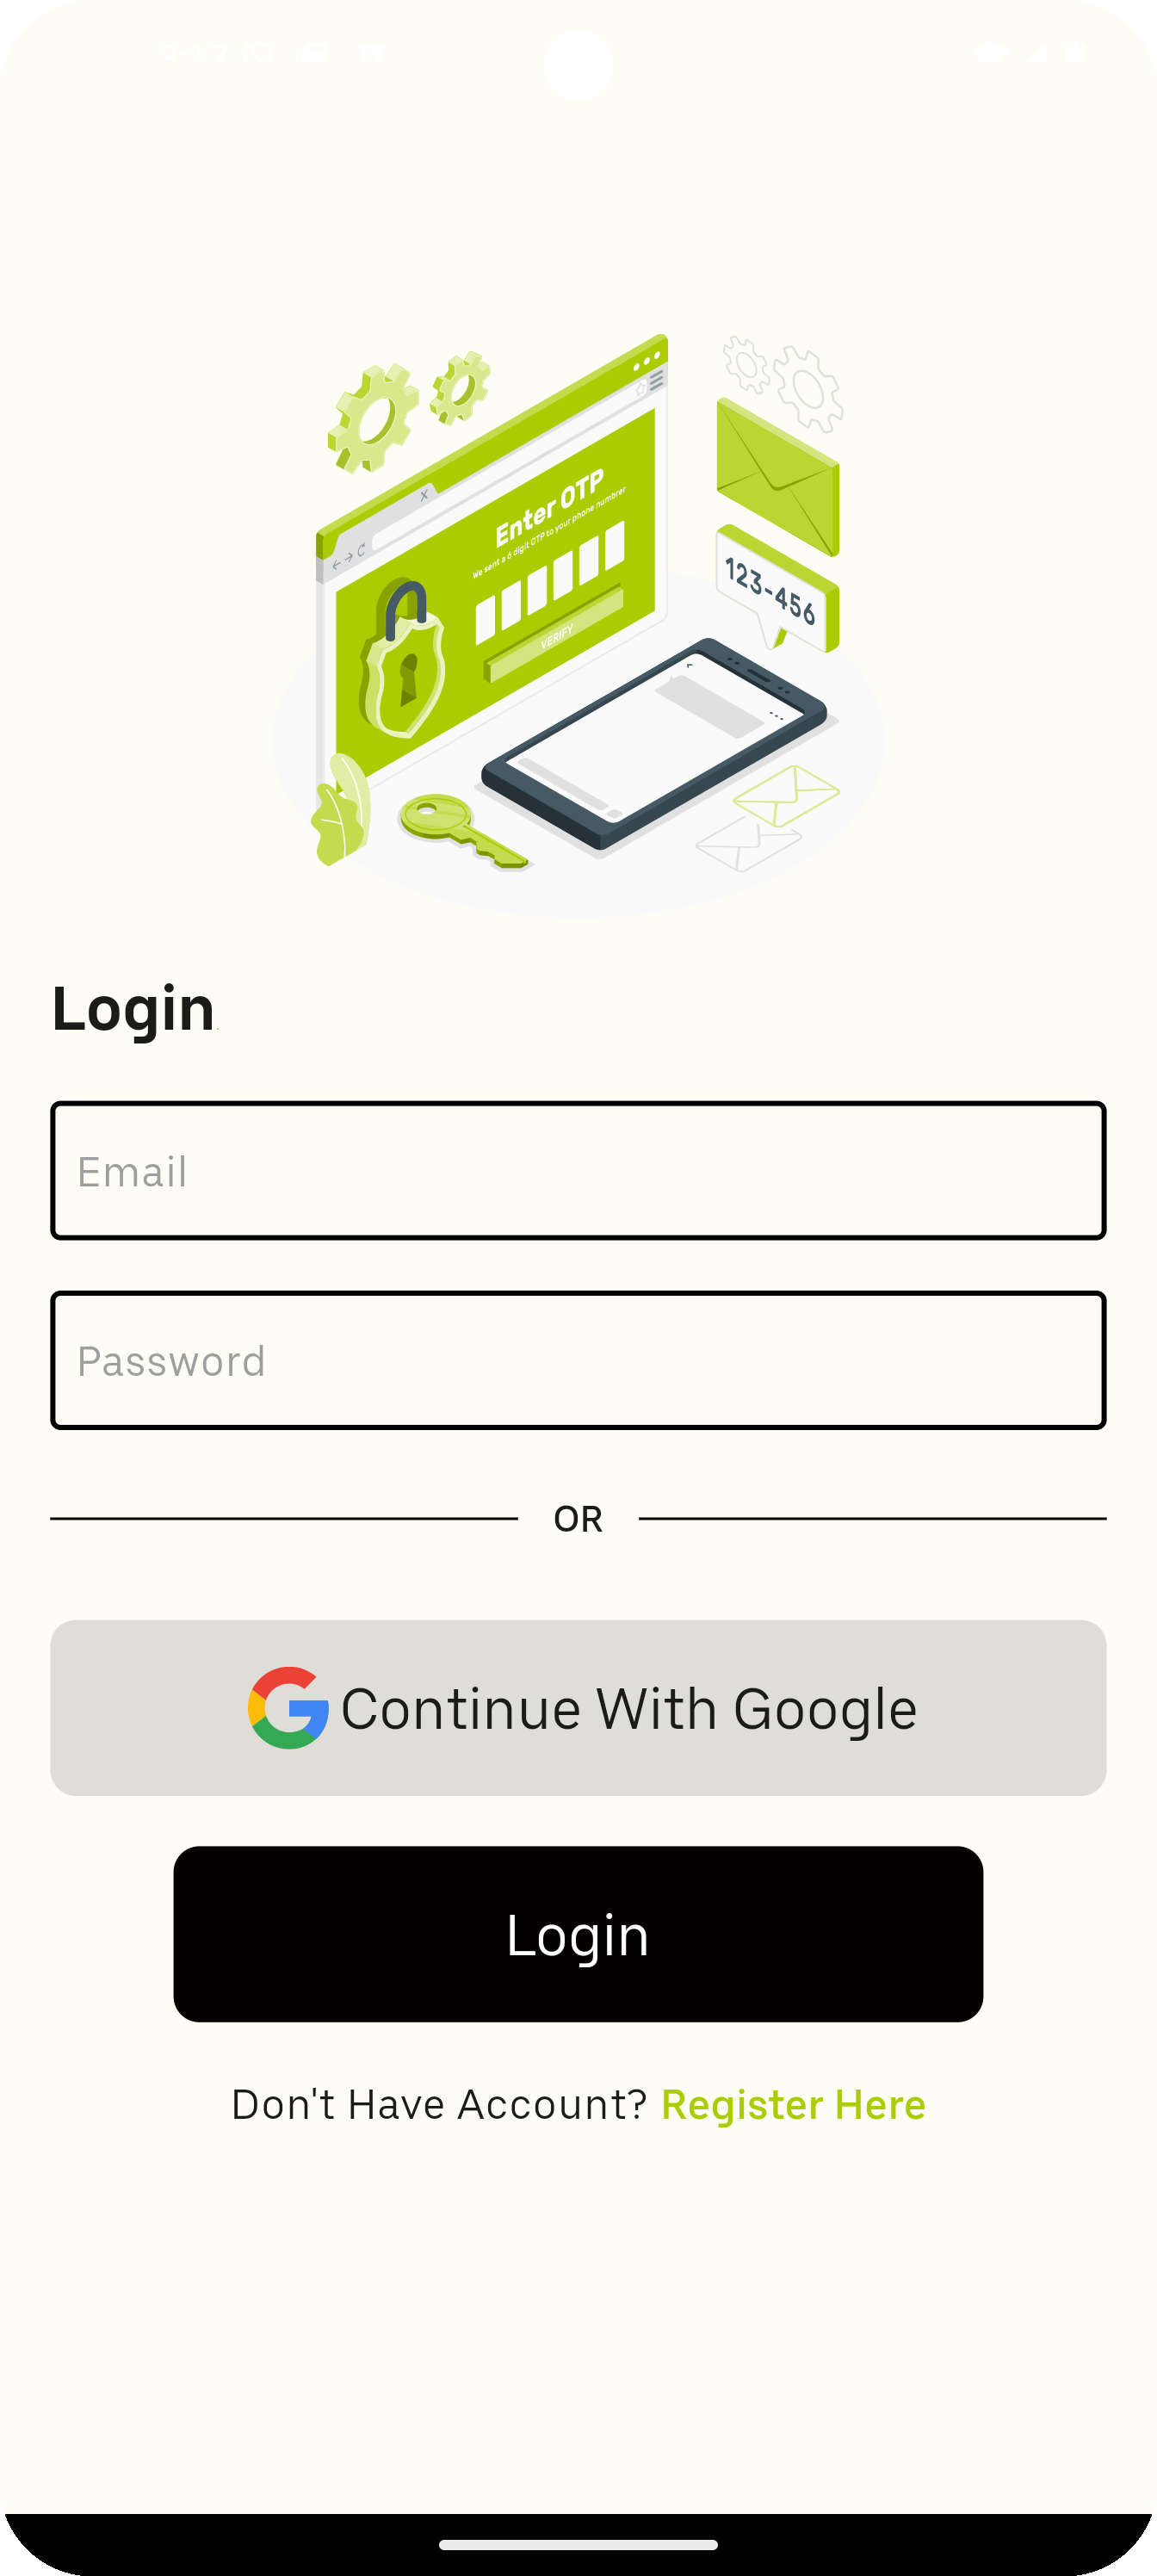 Enter OTP
We sent a 6 digit OTP to your phone numbrer
VERIFY
123-456
Login
Email
Password
OR
Continue With Google
Login
Don't Have Account? Register Here